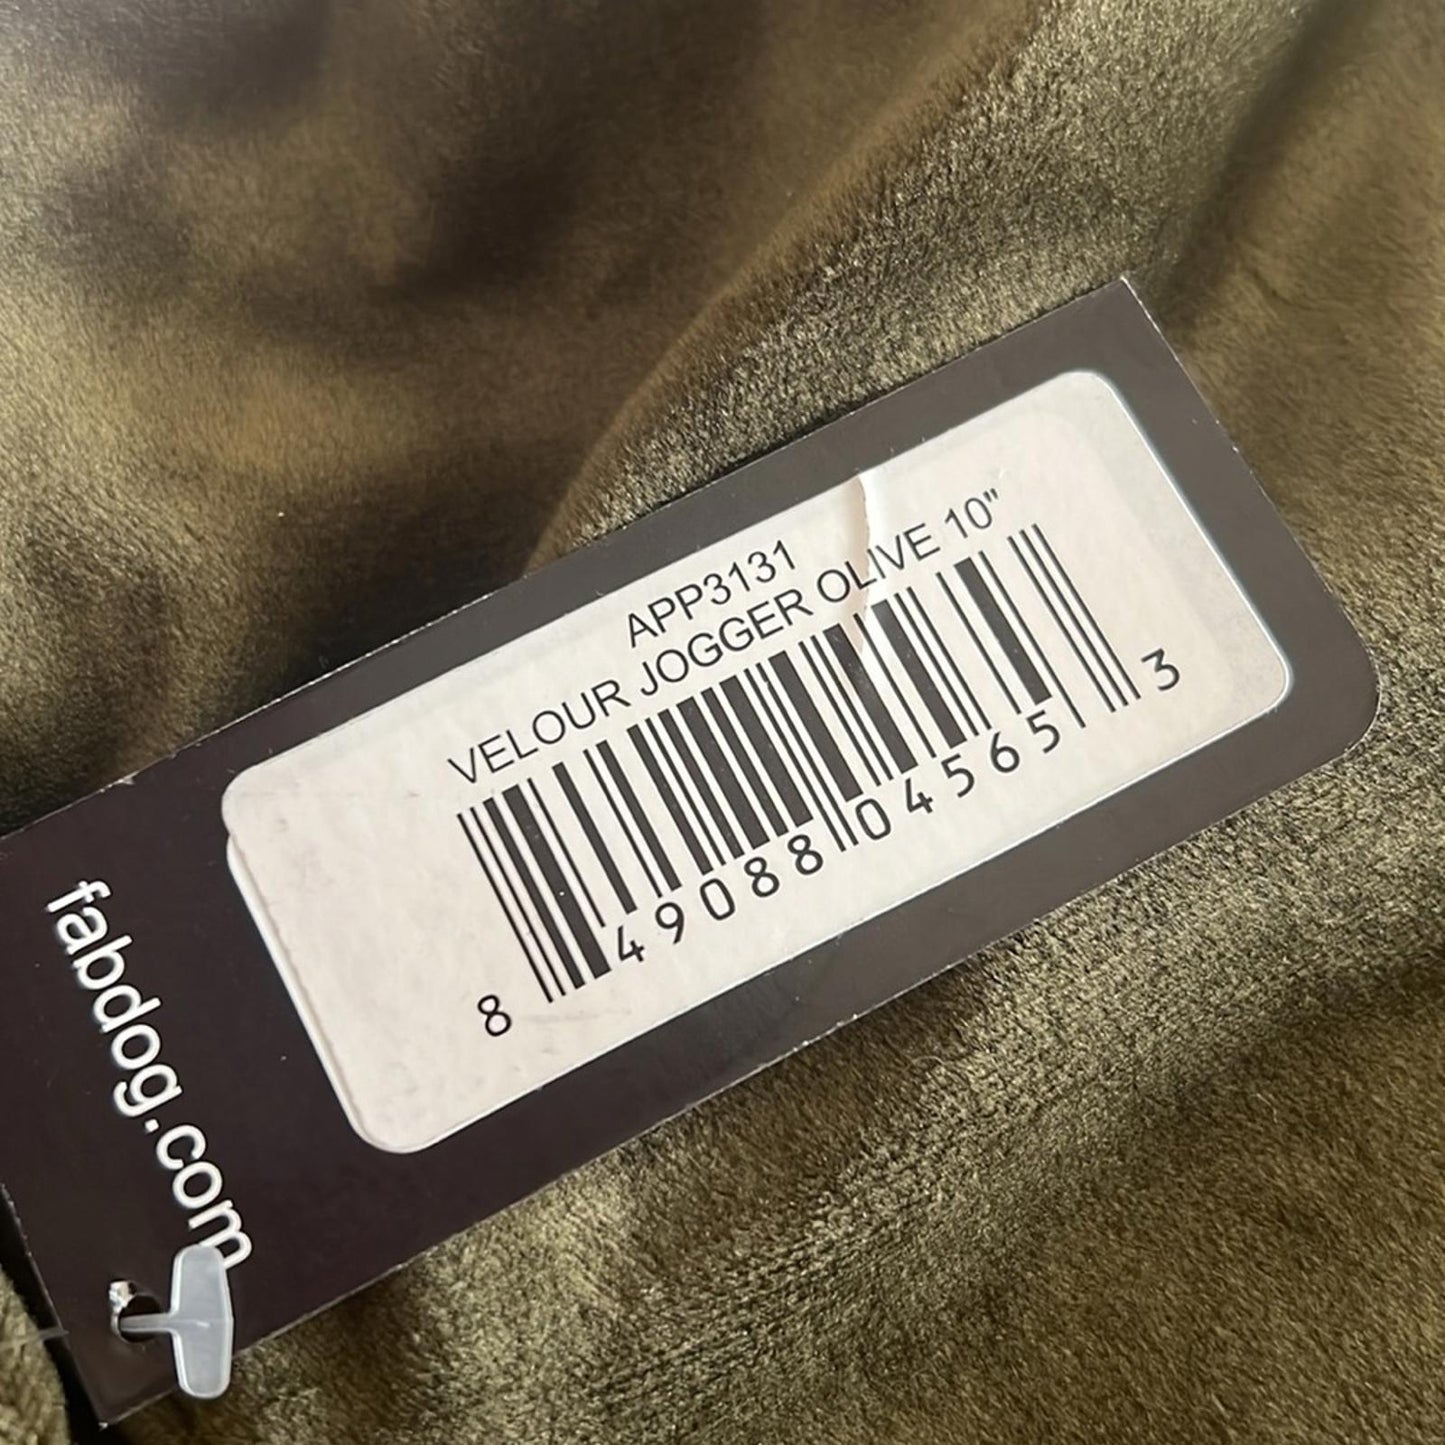 APP3131
VELOUR JOGGER OLIVE 10"
8 49088 04565 3
fabdog.com